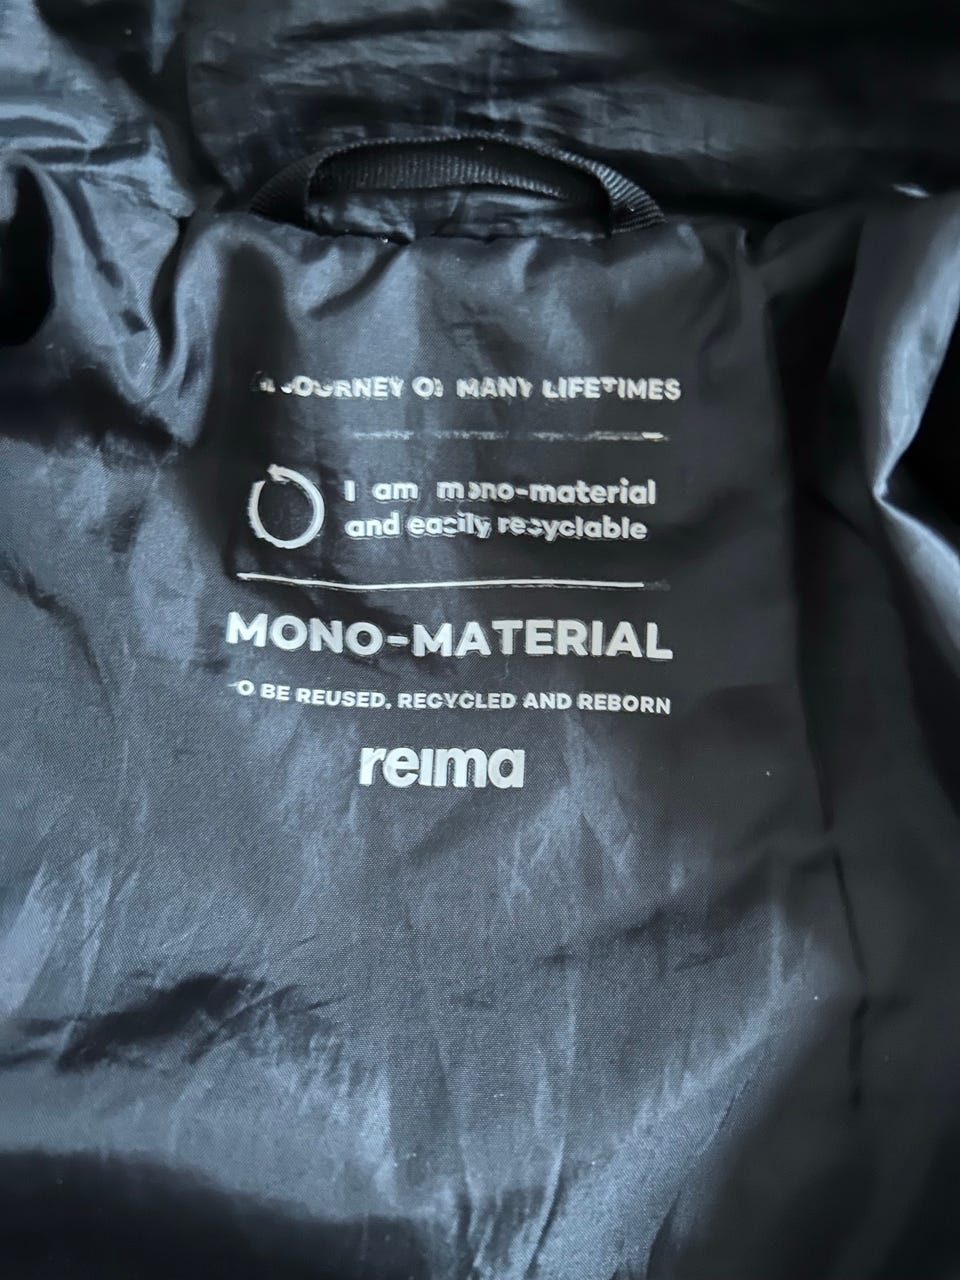 A JOURNEY OF MANY LIFETIMES
I am mono-material
and easily recyclable
MONO-MATERIAL
TO BE REUSED, RECYCLED AND REBORN
reima